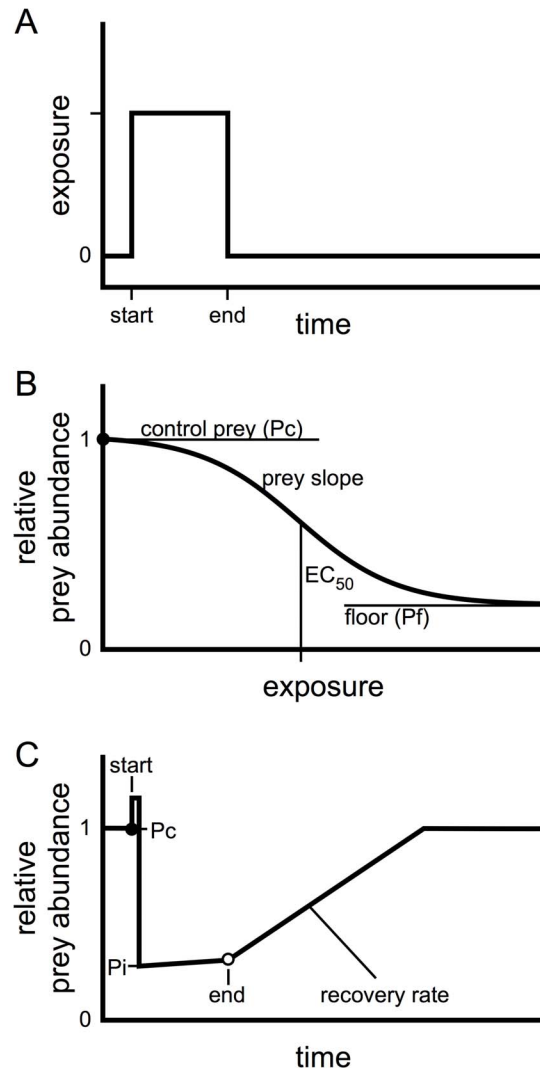 A
exposure
0
start
end
time
B
relative
prey abundance
1
control prey (Pc)
prey slope
EC50
floor (Pf)
0
exposure
C
start
relative
prey abundance
1
Pc
Pi
end
recovery rate
0
time